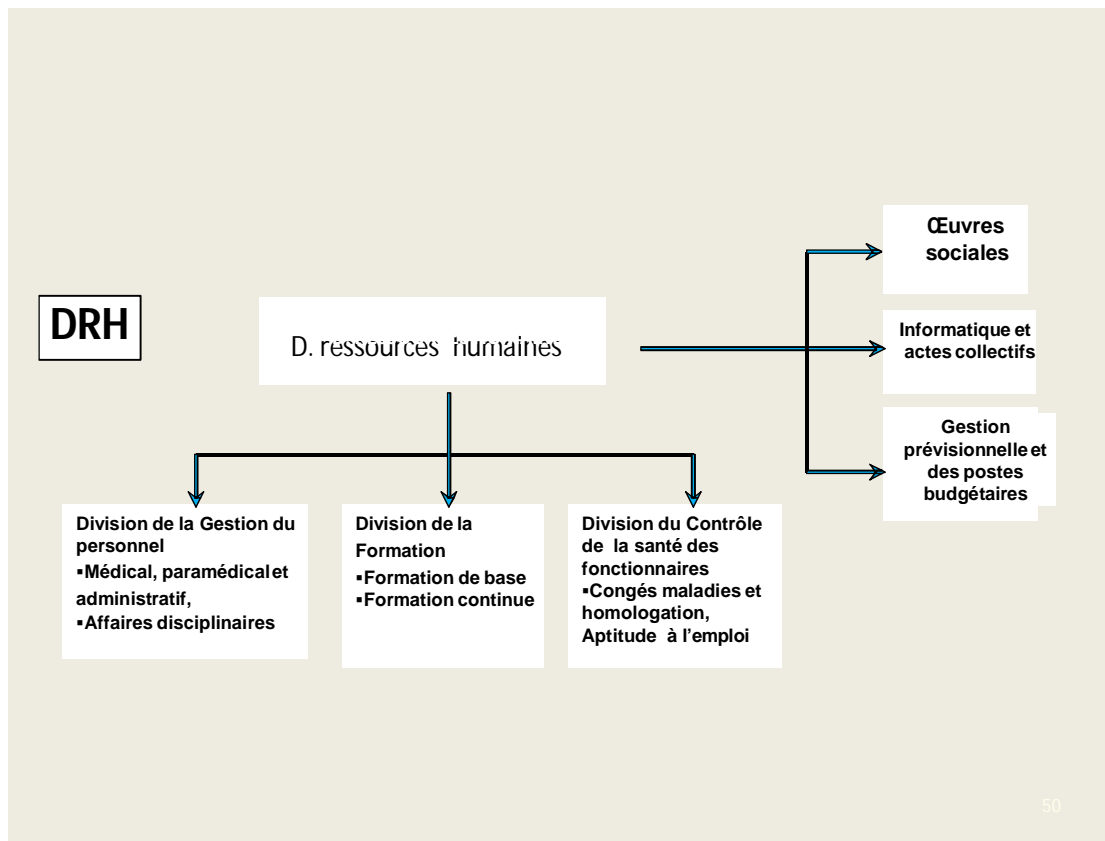 DRH
D. ressources humaines
Œuvres
sociales
Informatique et
actes collectifs
Gestion
prévisionnelle et
des postes
budgétaires
Division de la Gestion du
personnel
▪Médical, paramédical et
administratif,
▪Affaires disciplinaires
Division de la
Formation
▪Formation de base
▪Formation continue
Division du Contrôle
de la santé des
fonctionnaires
▪Congés maladies et
homologation,
Aptitude à l’emploi
50